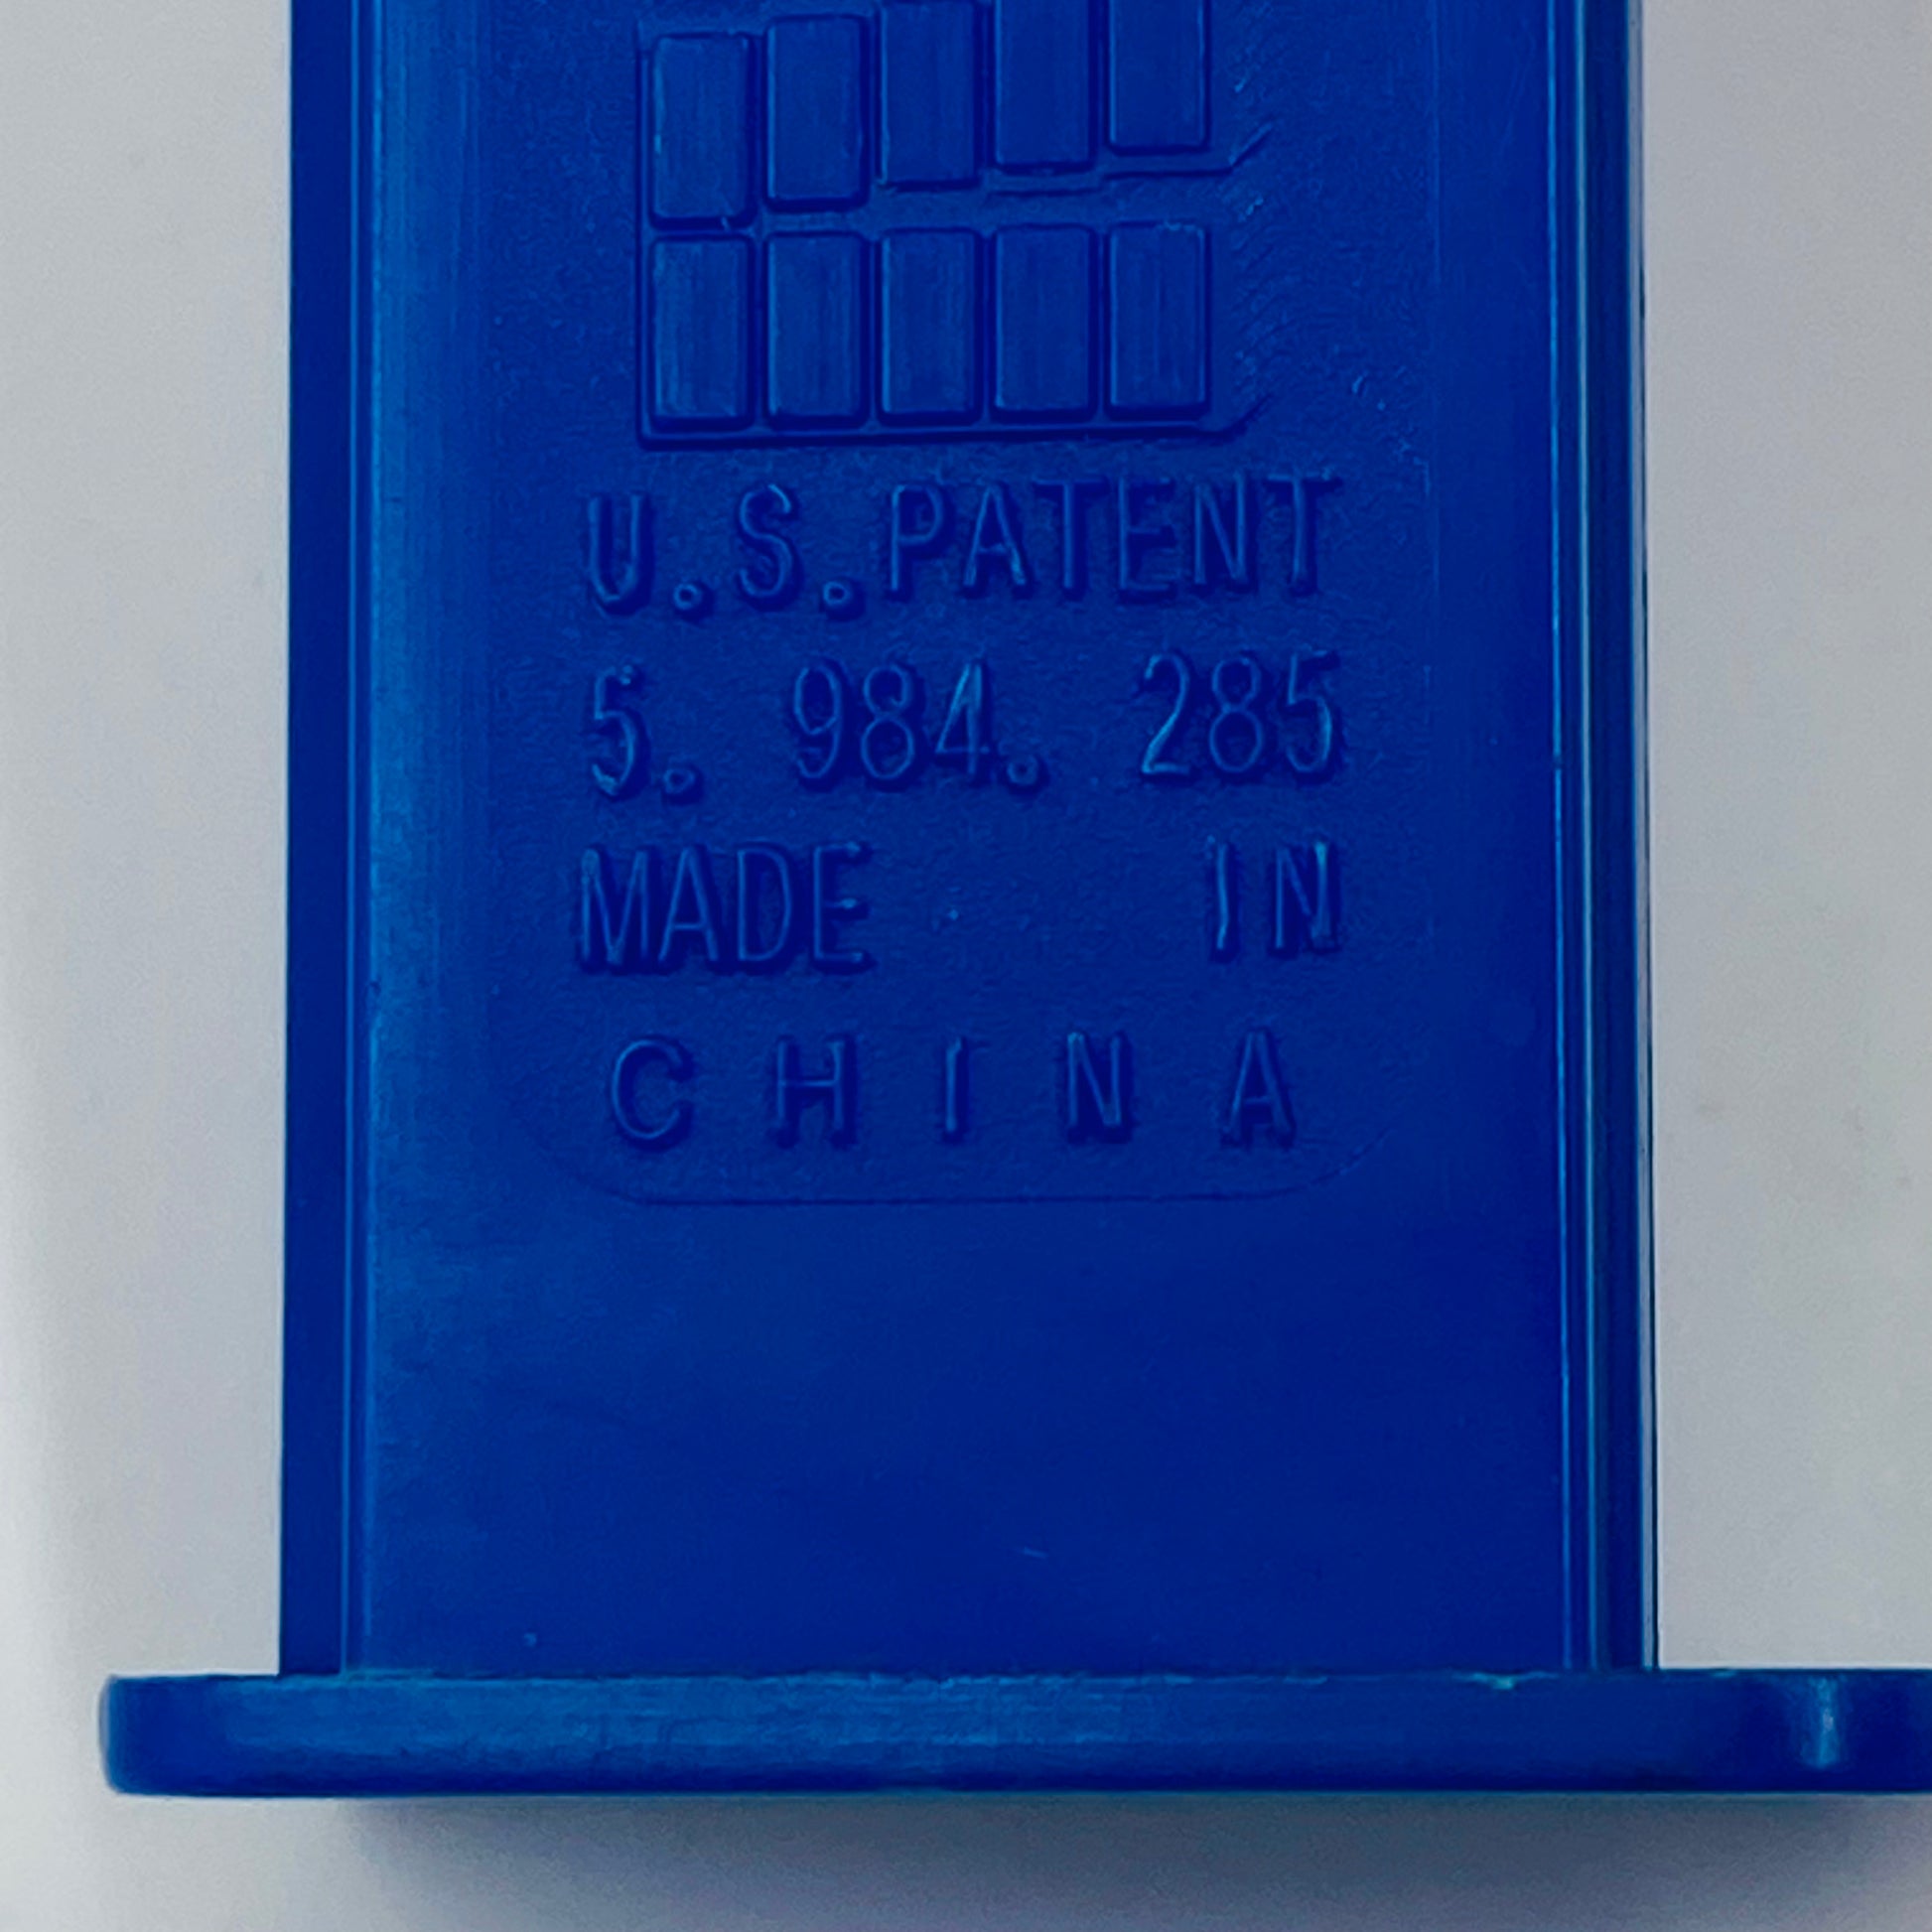 U.S.PATENT
5. 984. 285
MADE IN
CHINA